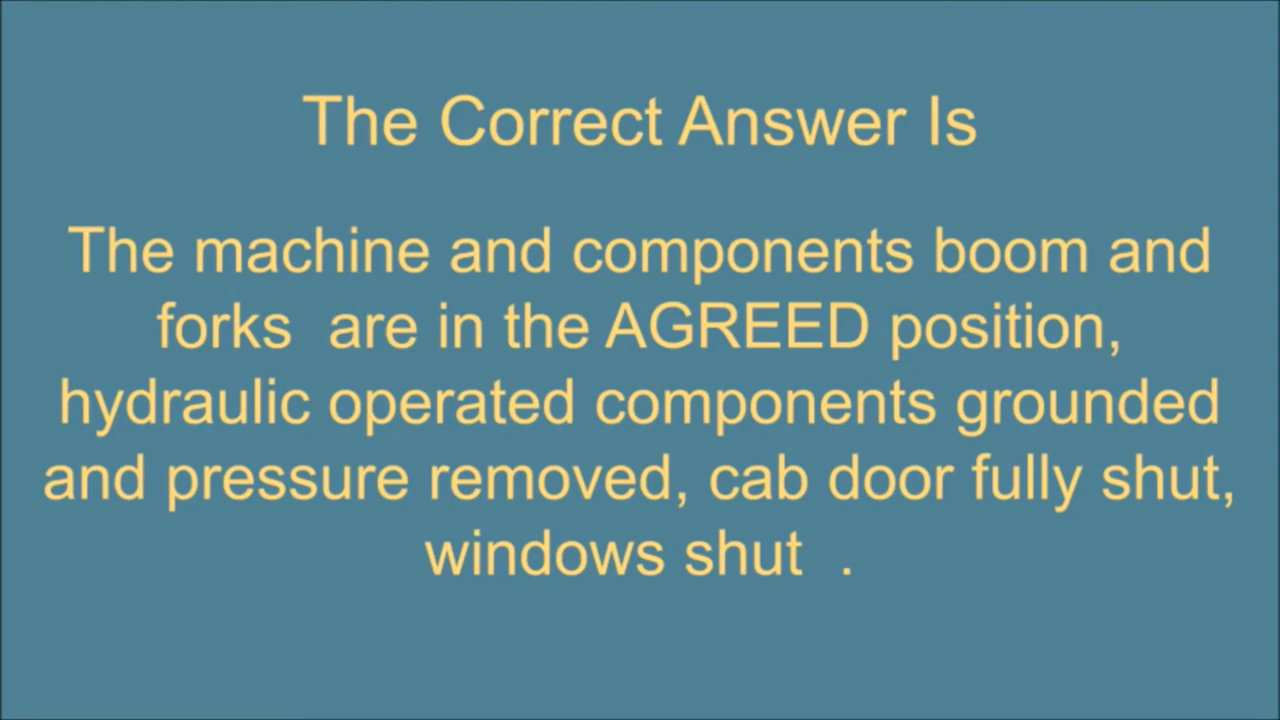 The Correct Answer Is
The machine and components boom and
forks  are in the AGREED position,
hydraulic operated components grounded
and pressure removed, cab door fully shut,
windows shut  .